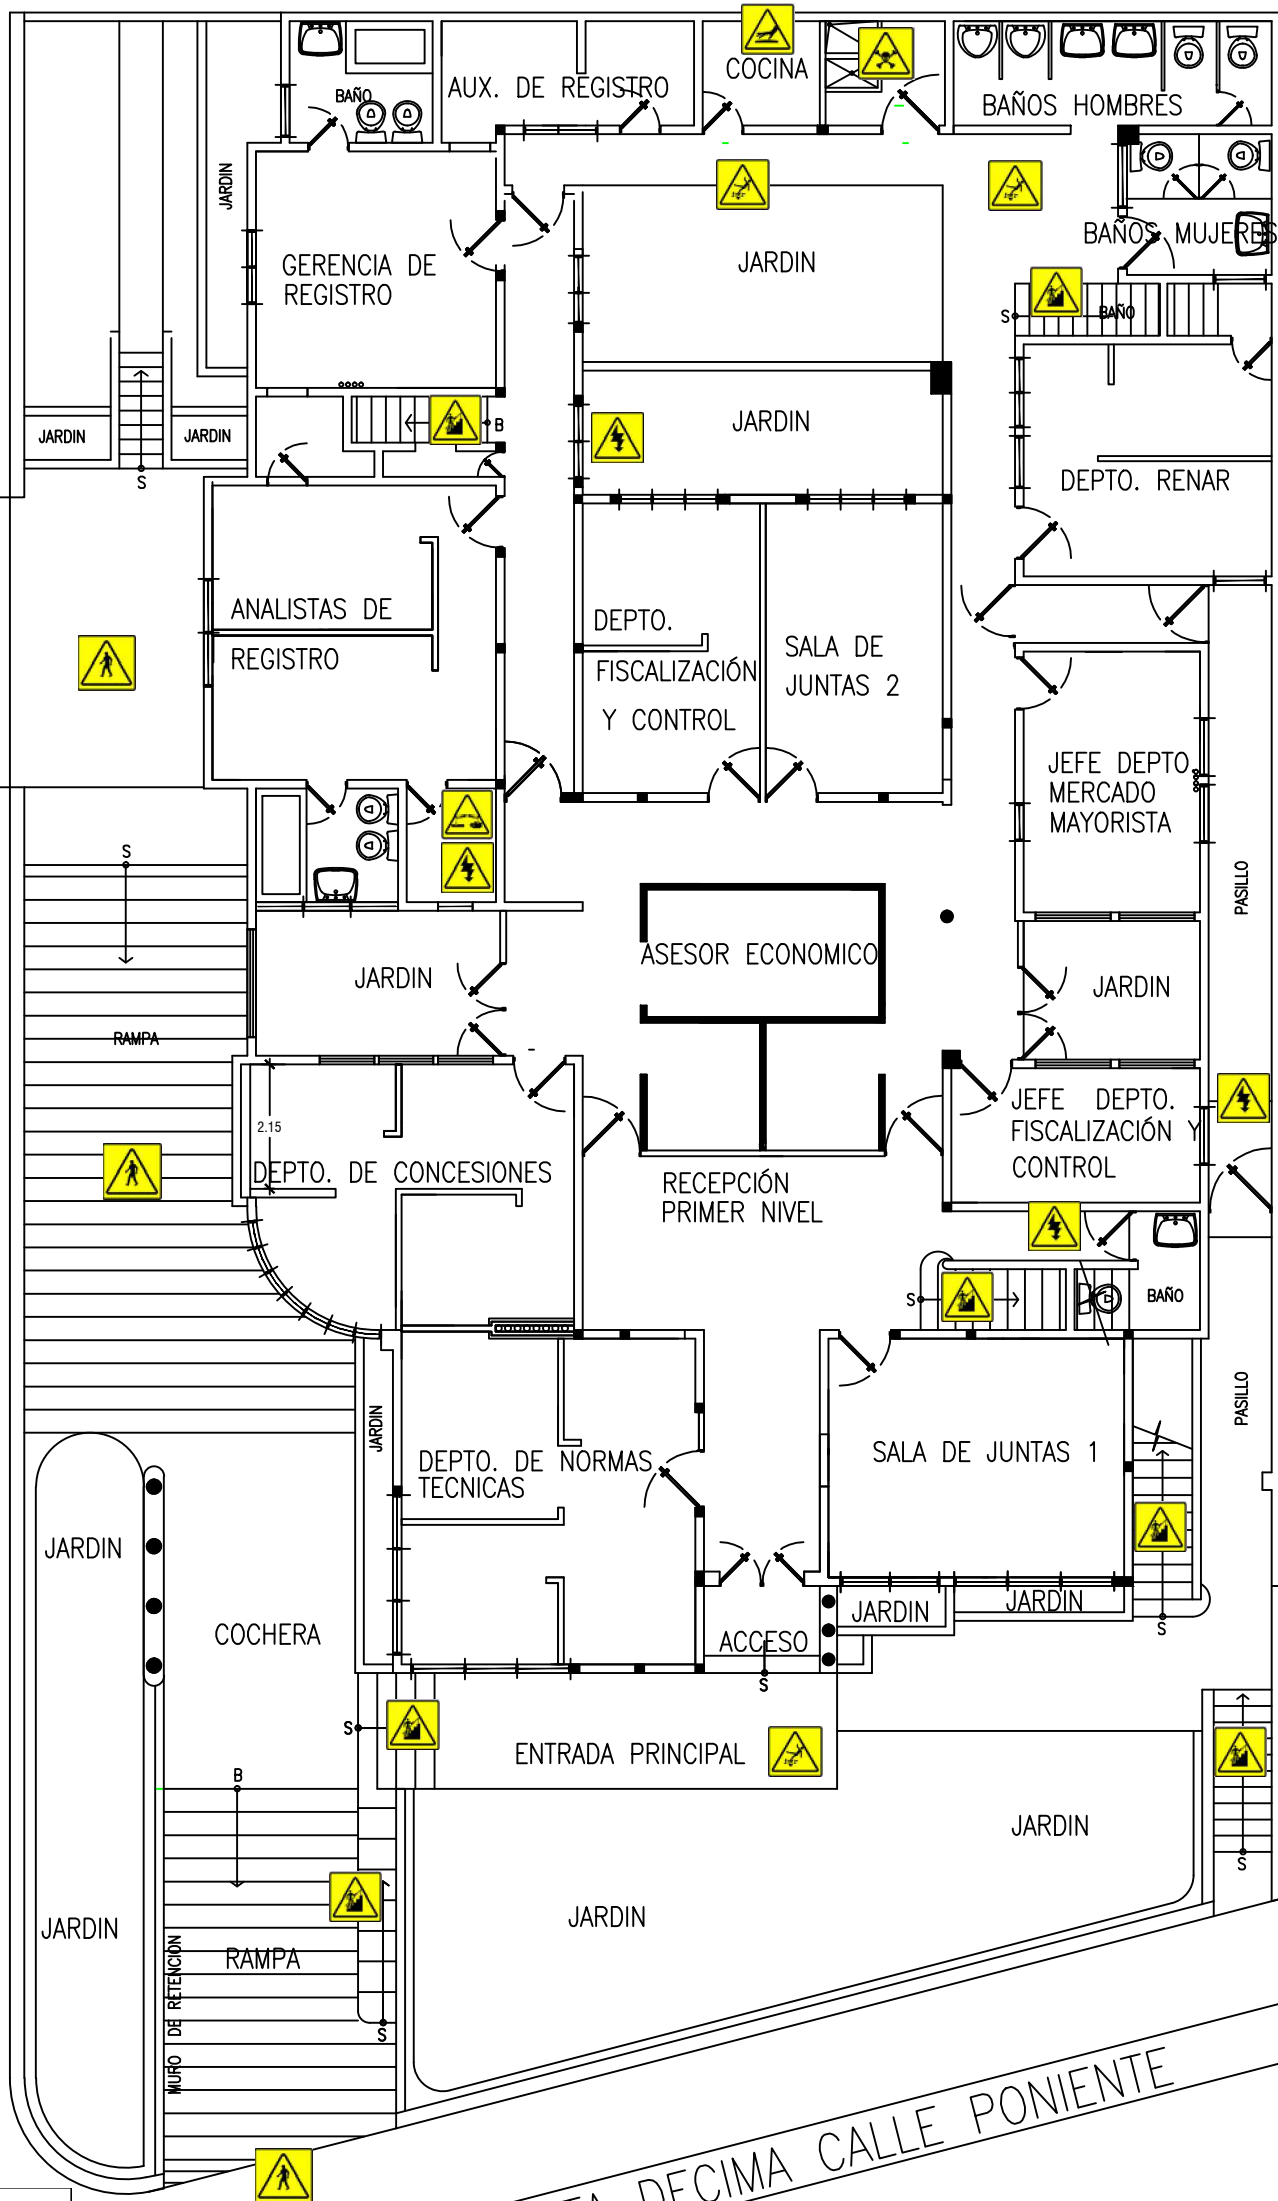 COCINA
AUX. DE REGISTRO
BAÑO
BAÑOS HOMBRES
JARDIN
BAÑOS MUJERES
GERENCIA DE
REGISTRO
JARDIN
S
BAÑO
JARDIN
JARDIN
JARDIN
B
S
DEPTO. RENAR
ANALISTAS DE
REGISTRO
DEPTO.
FISCALIZACIÓN
Y CONTROL
SALA DE
JUNTAS 2
JEFE DEPTO.
MERCADO
MAYORISTA
S
PASILLO
ASESOR ECONOMICO
JARDIN
JARDIN
RAMPA
2.15
JEFE DEPTO.
FISCALIZACIÓN Y
CONTROL
DEPTO. DE CONCESIONES
RECEPCIÓN
PRIMER NIVEL
S
BAÑO
PASILLO
JARDIN
DEPTO. DE NORMAS
TECNICAS
SALA DE JUNTAS 1
JARDIN
COCHERA
ACCESO
JARDIN
JARDIN
S
S
S
ENTRADA PRINCIPAL
B
JARDIN
S
JARDIN
JARDIN
RAMPA
MURO DE RETENCION
S
DECIMA CALLE PONIENTE